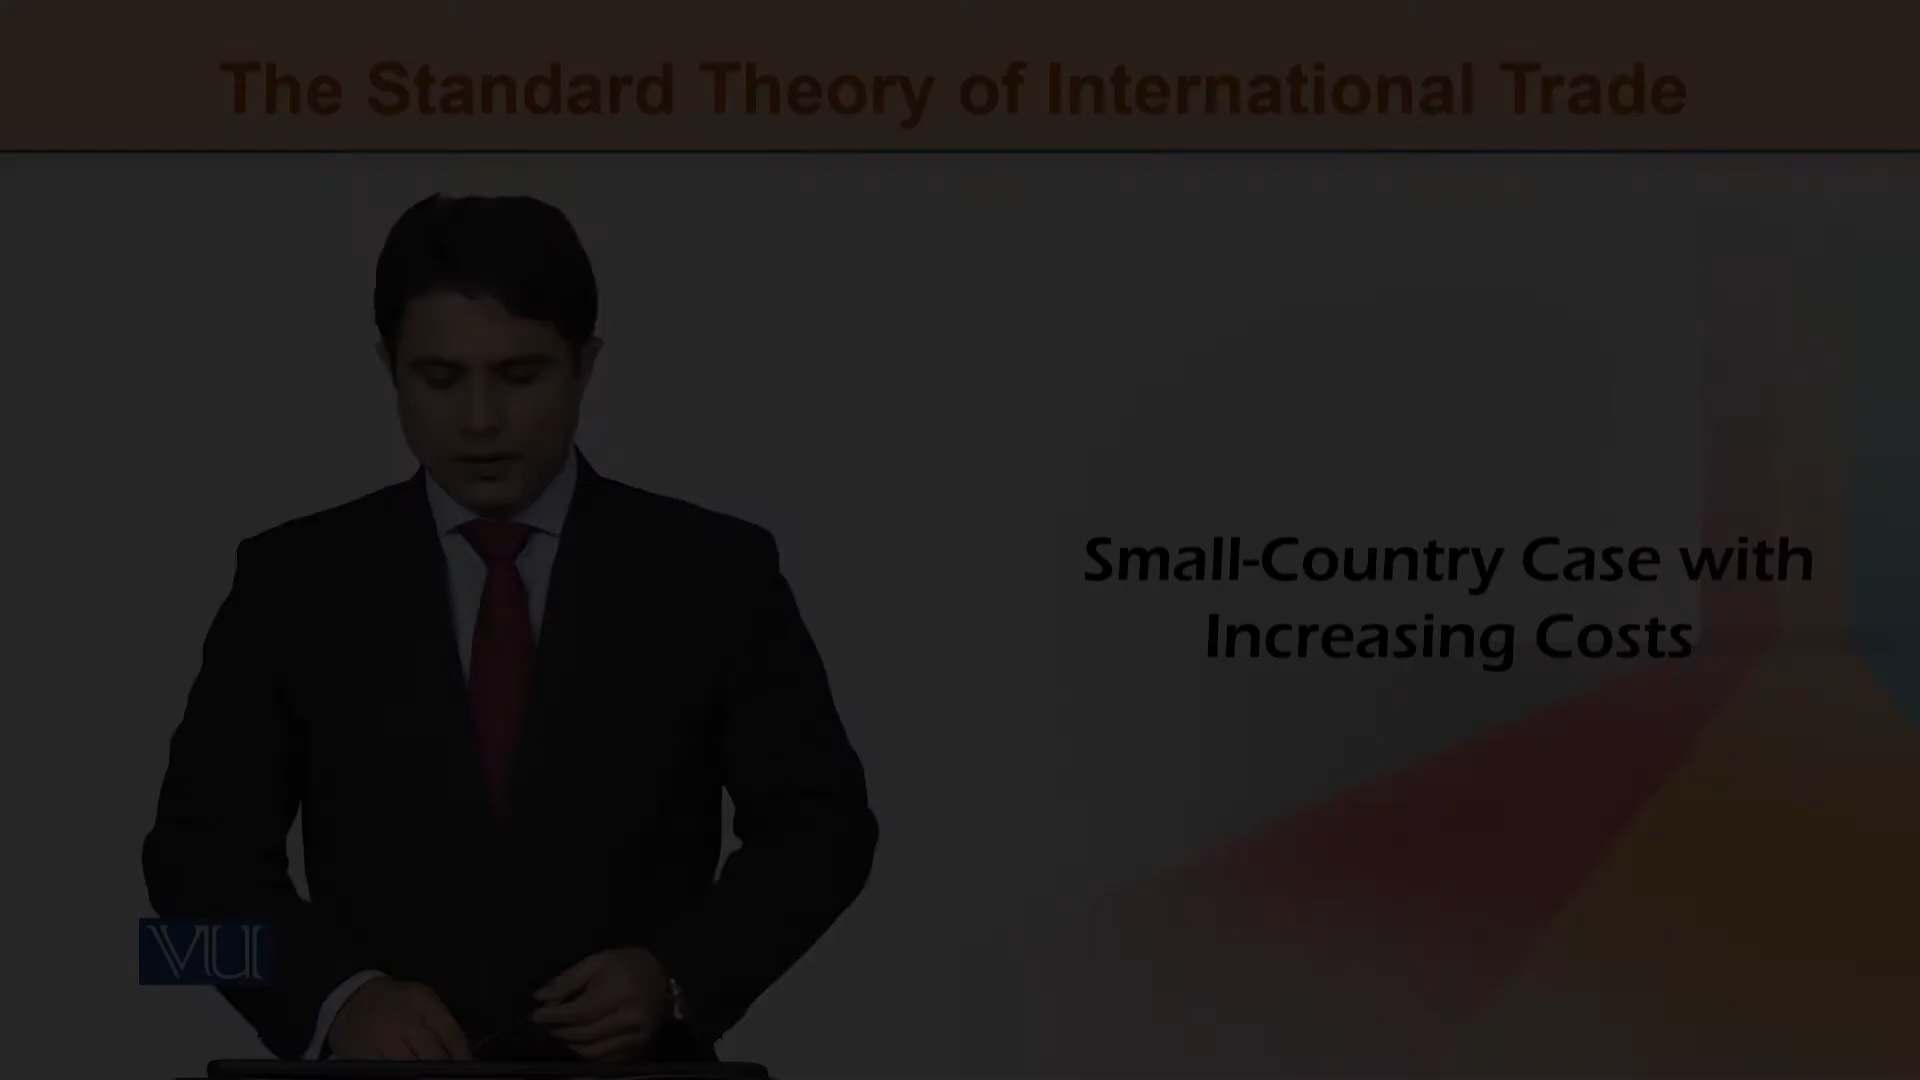 The Standard Theory of International Trade
Small-Country Case with
Increasing Costs
VU